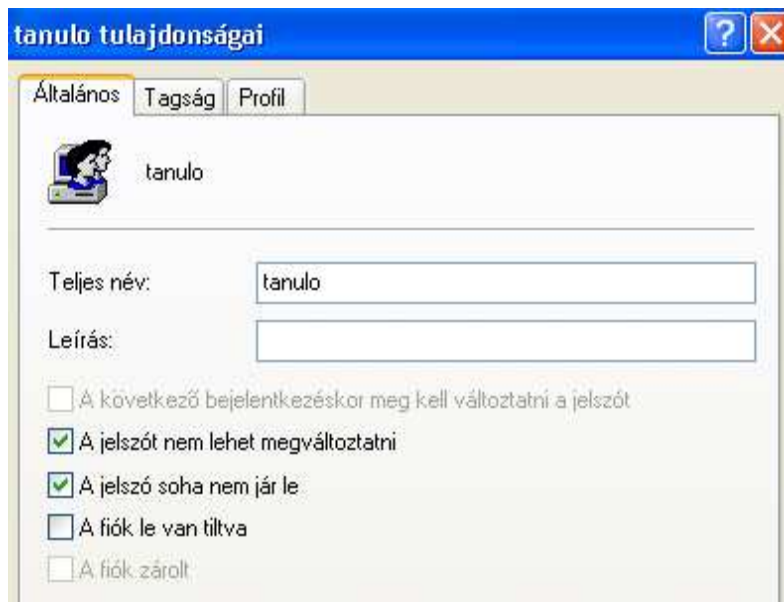 tanulo tulajdonságai
Általános Tagság Profil
tanulo
Teljes név: tanulo
Leírás:
A következő bejelentkezéskor meg kell változtatni a jelszót
A jelszót nem lehet megváltoztatni
A jelszó soha nem jár le
A fiók le van tiltva
A fiók zárolt